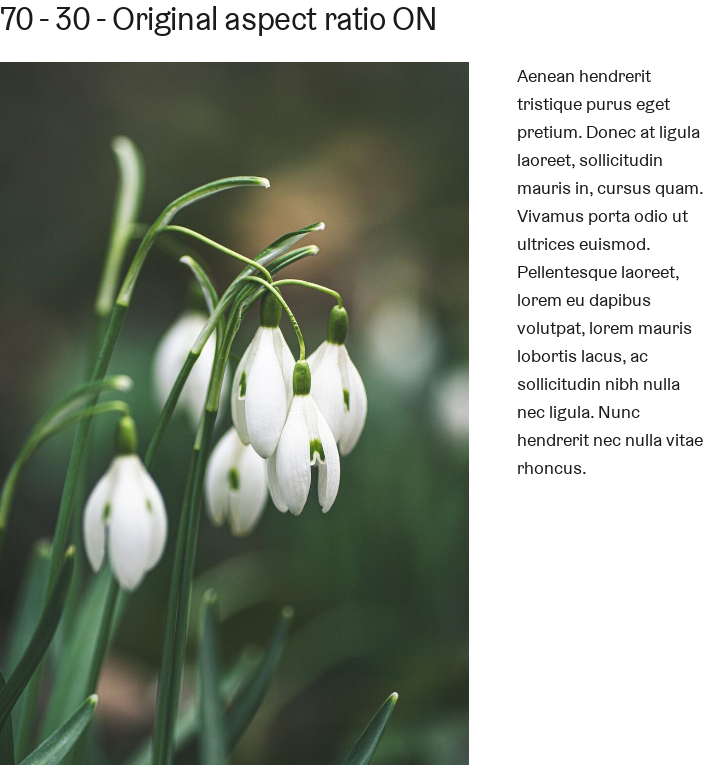 70 - 30 - Original aspect ratio ON
Aenean hendrerit
tristique purus eget
pretium. Donec at ligula
laoreet, sollicitudin
mauris in, cursus quam.
Vivamus porta odio ut
ultrices euismod.
Pellentesque laoreet,
lorem eu dapibus
volutpat, lorem mauris
lobortis lacus, ac
sollicitudin nibh nulla
nec ligula. Nunc
hendrerit nec nulla vitae
rhoncus.